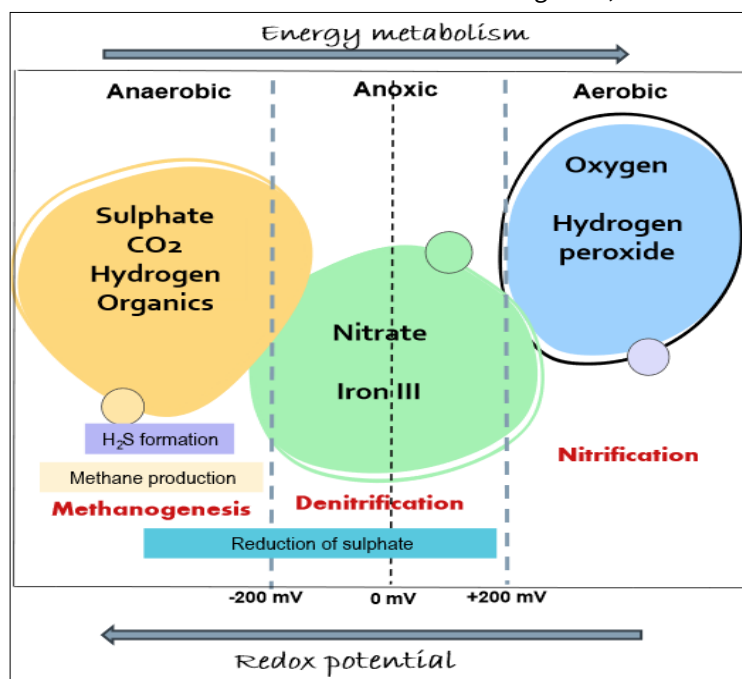 Energy metabolism
Anaerobic
Anoxic
Aerobic
Sulphate
CO2
Hydrogen
Organics
Nitrate
Iron III
Oxygen
Hydrogen
peroxide
H₂S formation
Methane production
Methanogenesis
Denitrification
Nitrification
Reduction of sulphate
-200 mV
0 mV
+200 mV
Redox potential